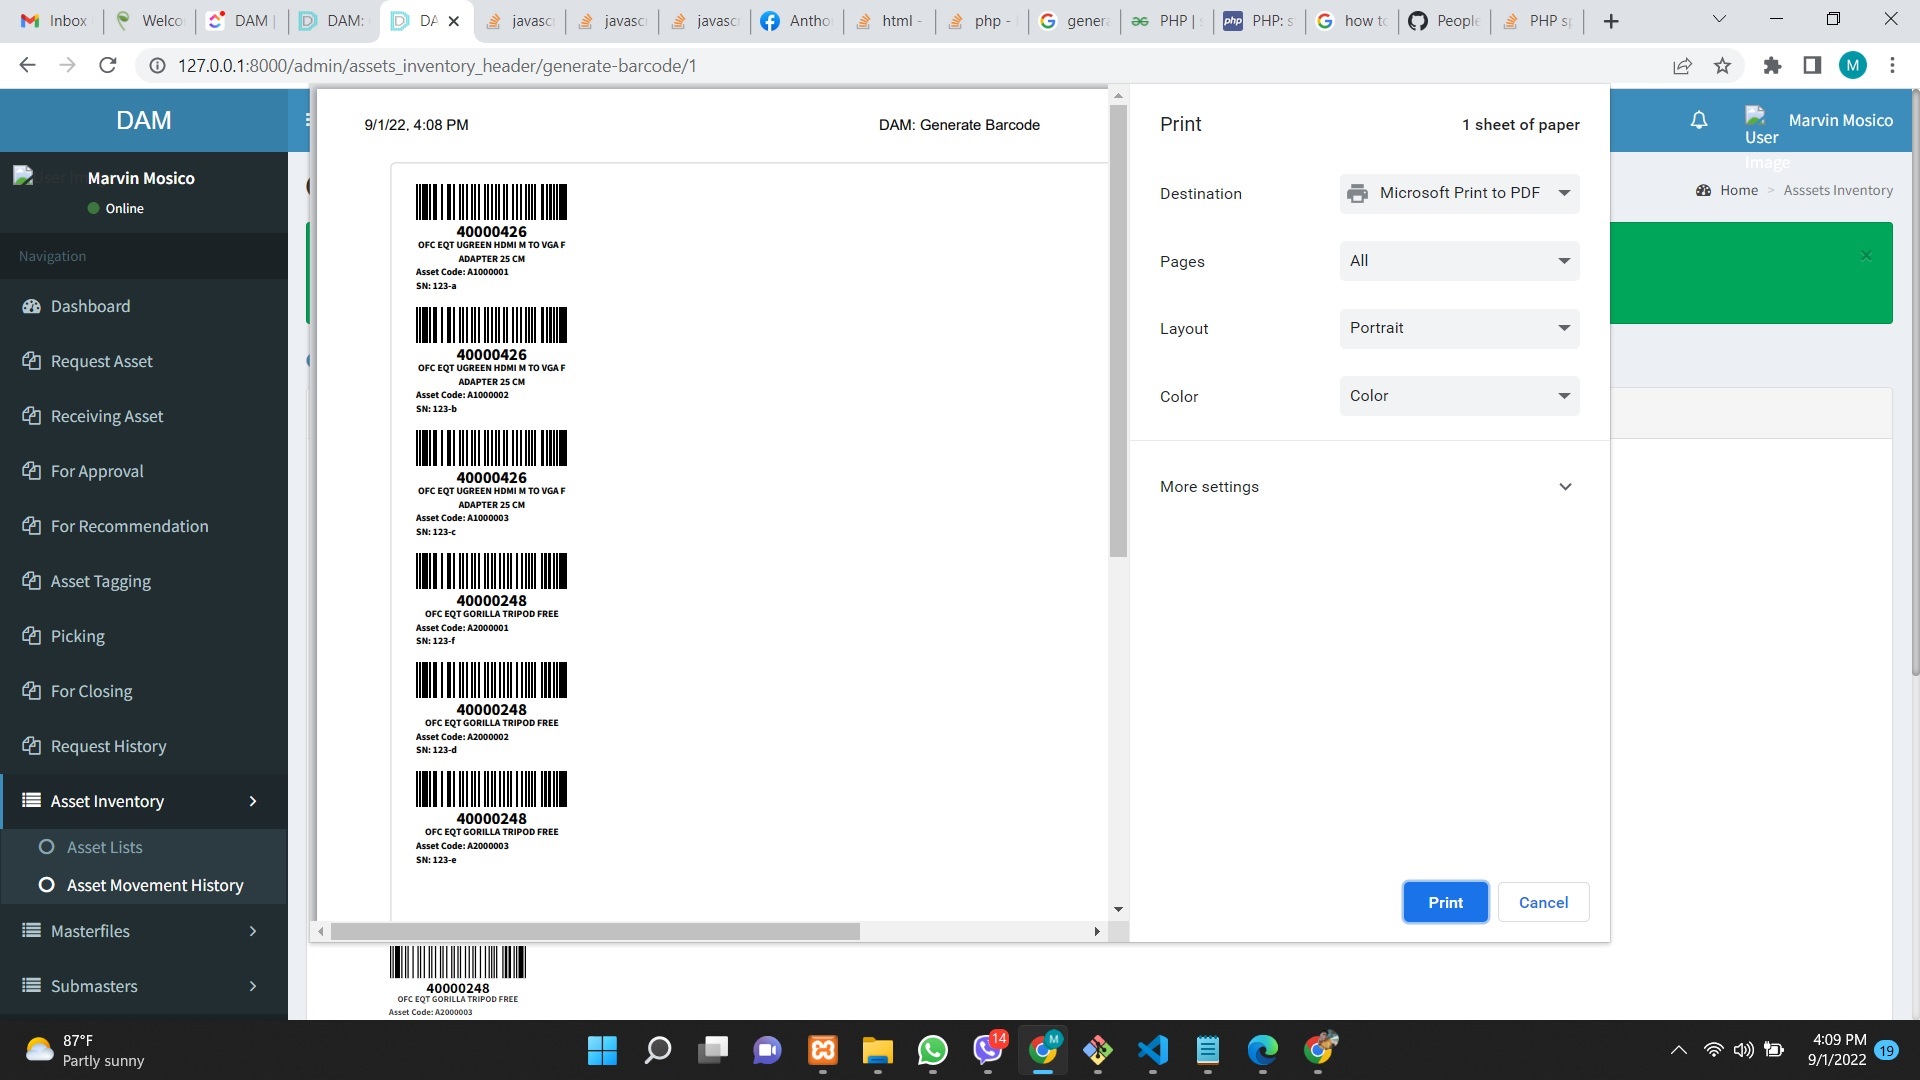 Inbox
Welco
DAM |
DAM:
DA
javasc
javasc
javasc
Antho
html -
php -
genera
PHP |
php
PHP: s
how to
People
PHP sp
127.0.0.1:8000/admin/assets_inventory_header/generate-barcode/1
M
DAM
User
Image
Marvin Mosico
Marvin Mosico
Online
Home > Asssets Inventory
Navigation
Dashboard
Request Asset
Receiving Asset
For Approval
For Recommendation
Asset Tagging
Picking
For Closing
Request History
Asset Inventory
Asset Lists
Asset Movement History
Masterfiles
Submasters
9/1/22, 4:08 PM
DAM: Generate Barcode
40000426
OFC EQT UGREEN HDMI M TO VGA F
ADAPTER 25 CM
Asset Code: A1000001
SN: 123-a
40000426
OFC EQT UGREEN HDMI M TO VGA F
ADAPTER 25 CM
Asset Code: A1000002
SN: 123-b
40000426
OFC EQT UGREEN HDMI M TO VGA F
ADAPTER 25 CM
Asset Code: A1000003
SN: 123-c
40000248
OFC EQT GORILLA TRIPOD FREE
Asset Code: A2000001
SN: 123-f
40000248
OFC EQT GORILLA TRIPOD FREE
Asset Code: A2000002
SN: 123-d
40000248
OFC EQT GORILLA TRIPOD FREE
Asset Code: A2000003
SN: 123-e
Print
1 sheet of paper
Destination
Microsoft Print to PDF
Pages
All
Layout
Portrait
Color
Color
More settings
Print
Cancel
40000248
OFC EQT GORILLA TRIPOD FREE
Asset Code: A2000003
87°F
Partly sunny
14
M
4:09 PM
9/1/2022
19